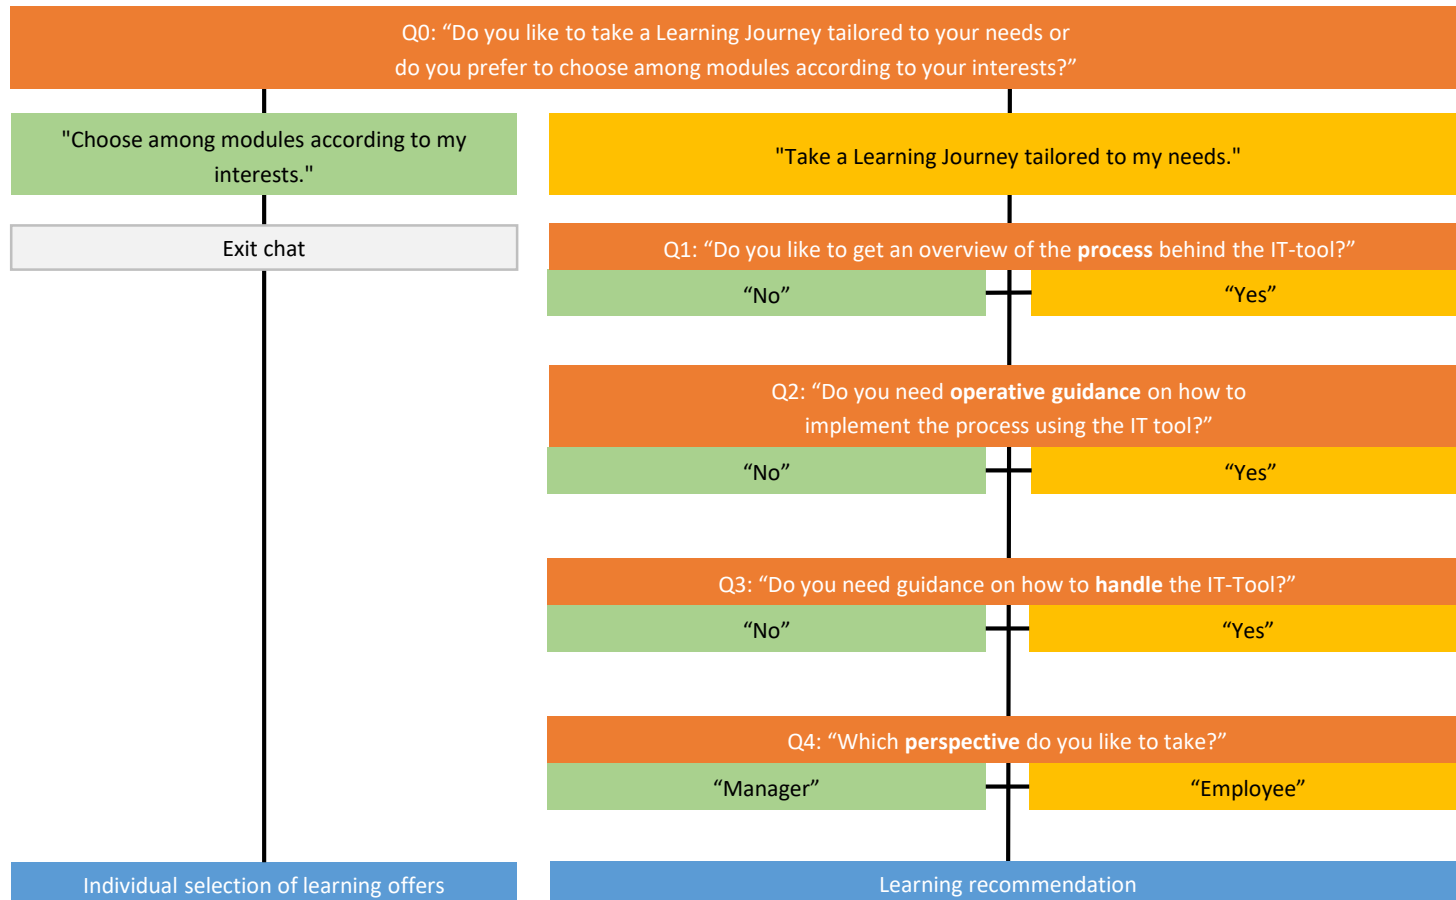 Q0: “Do you like to take a Learning Journey tailored to your needs or
do you prefer to choose among modules according to your interests?”
"Choose among modules according to my
interests."
"Take a Learning Journey tailored to my needs."
Exit chat
Q1: “Do you like to get an overview of the process behind the IT-tool?”
“No”
“Yes”
Q2: “Do you need operative guidance on how to
implement the process using the IT tool?”
“No”
“Yes”
Q3: “Do you need guidance on how to handle the IT-Tool?”
“No”
“Yes”
Q4: “Which perspective do you like to take?”
“Manager”
“Employee”
Individual selection of learning offers
Learning recommendation